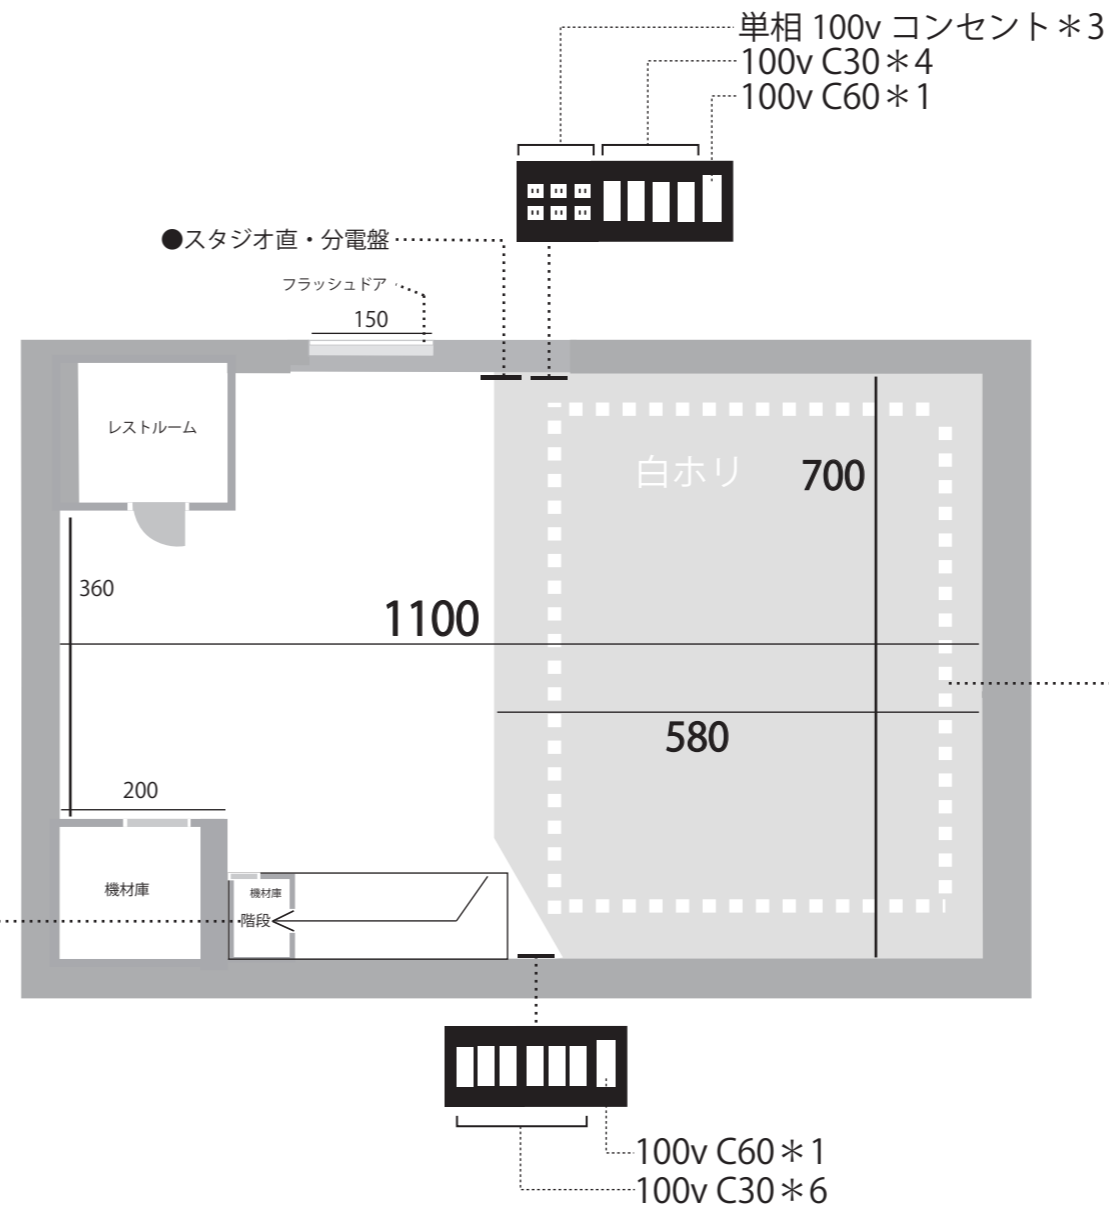 単相 100v コンセント＊3
100v C30＊4
100v C60＊1
●スタジオ直・分電盤
フラッシュドア
150
レストルーム
白ホリ
700
360
1100
580
200
機材庫
機材庫
階段
100v C60＊1
100v C30＊6